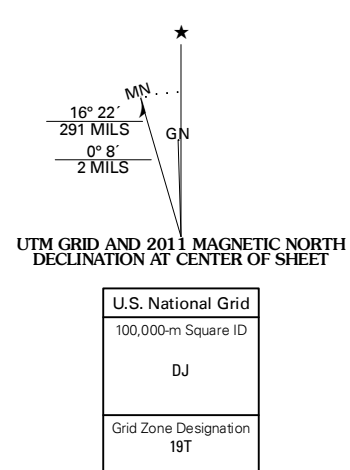 ★
MN
GN
16° 22´
291 MILS
0° 8´
2 MILS
UTM GRID AND 2011 MAGNETIC NORTH
DECLINATION AT CENTER OF SHEET
U.S. National Grid
100,000-m Square ID
DJ
Grid Zone Designation
19T